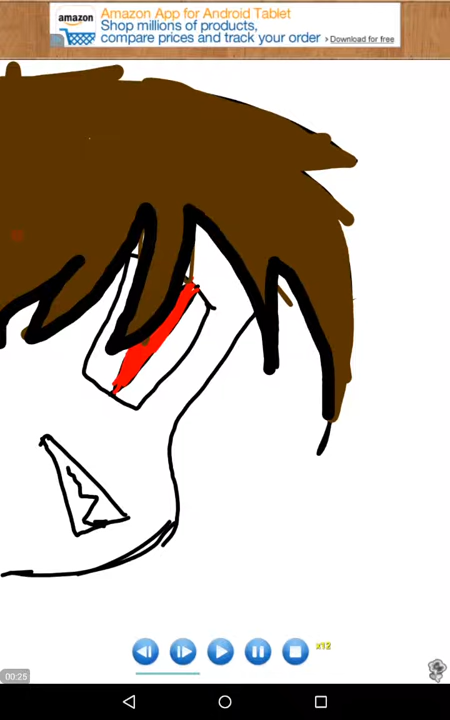 amazon
Amazon App for Android Tablet
Shop millions of products,
compare prices and track your order
› Download for free
x12
00:25